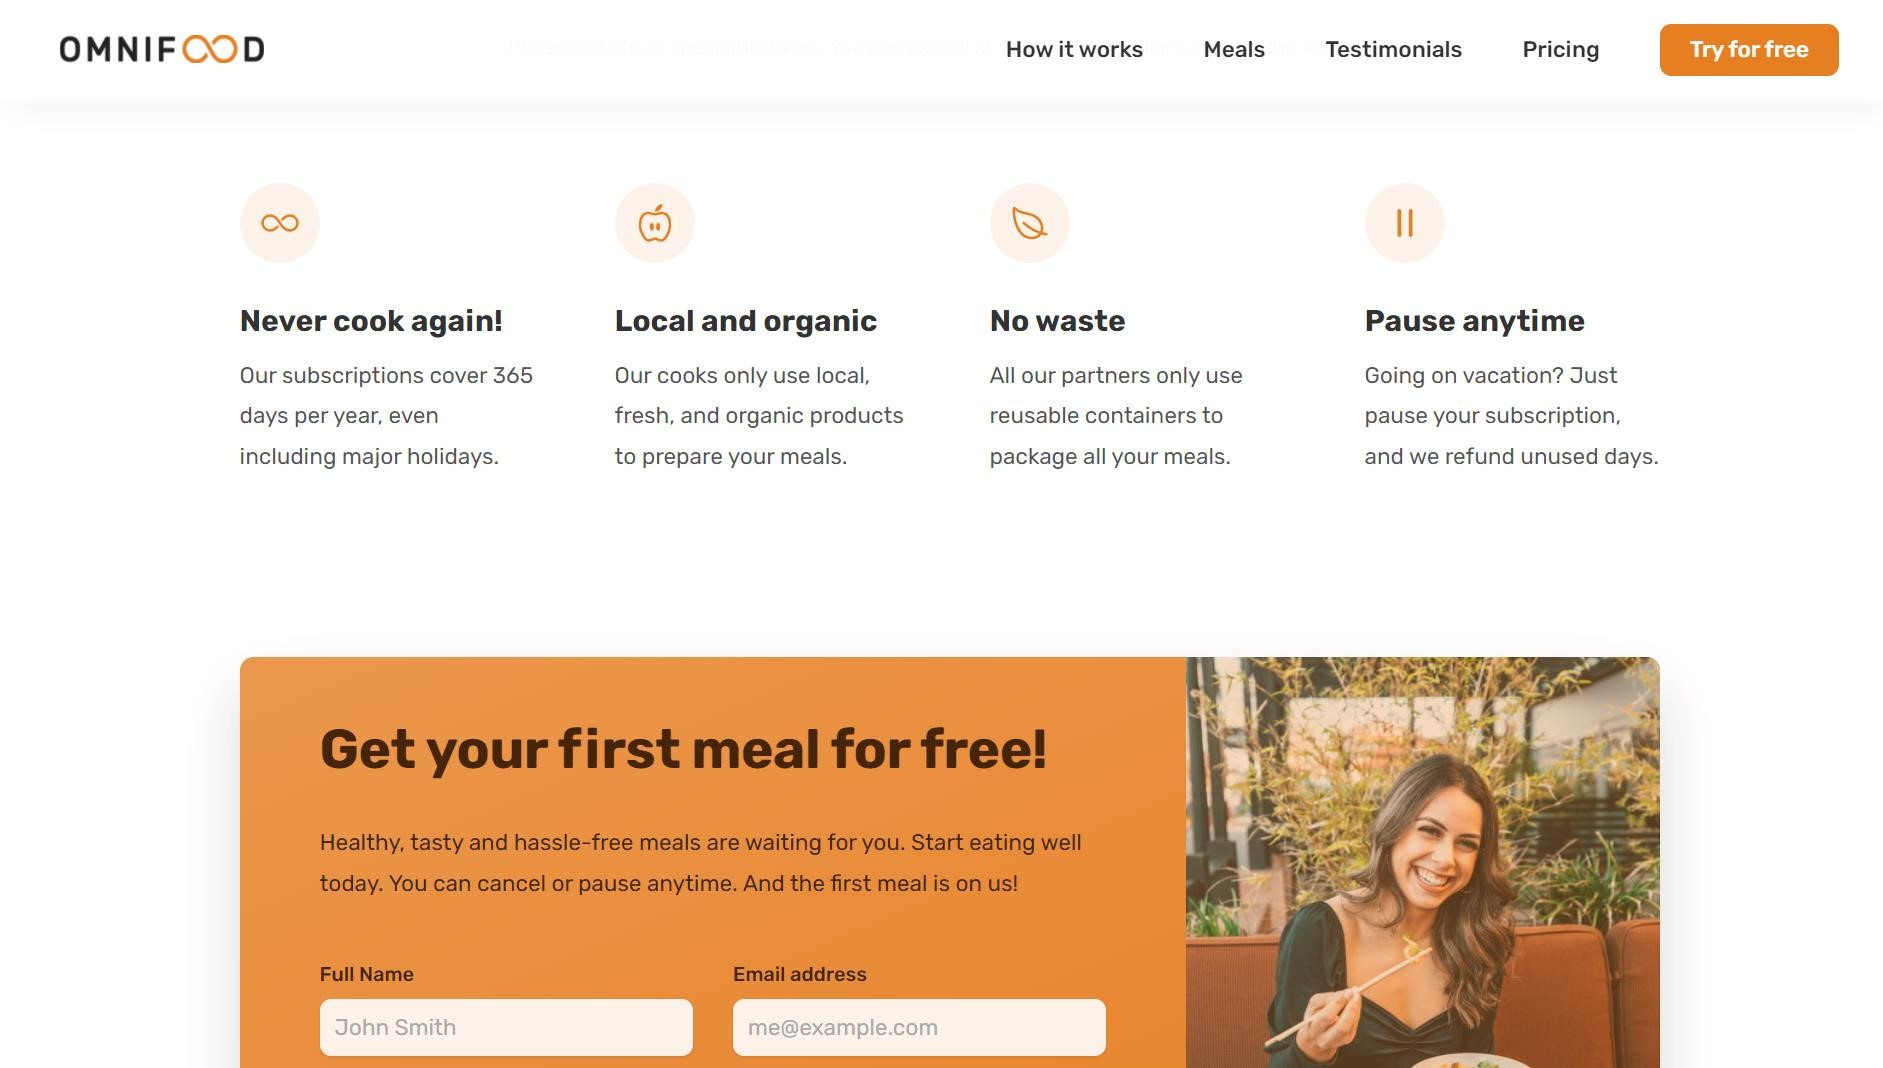 OMNIFOOD
How it works
Meals
Testimonials
Pricing
Try for free
Never cook again!
Our subscriptions cover 365
days per year, even
including major holidays.
Local and organic
Our cooks only use local,
fresh, and organic products
to prepare your meals.
No waste
All our partners only use
reusable containers to
package all your meals.
Pause anytime
Going on vacation? Just
pause your subscription,
and we refund unused days.
Get your first meal for free!
Healthy, tasty and hassle-free meals are waiting for you. Start eating well
today. You can cancel or pause anytime. And the first meal is on us!
Full Name
John Smith
Email address
me@example.com